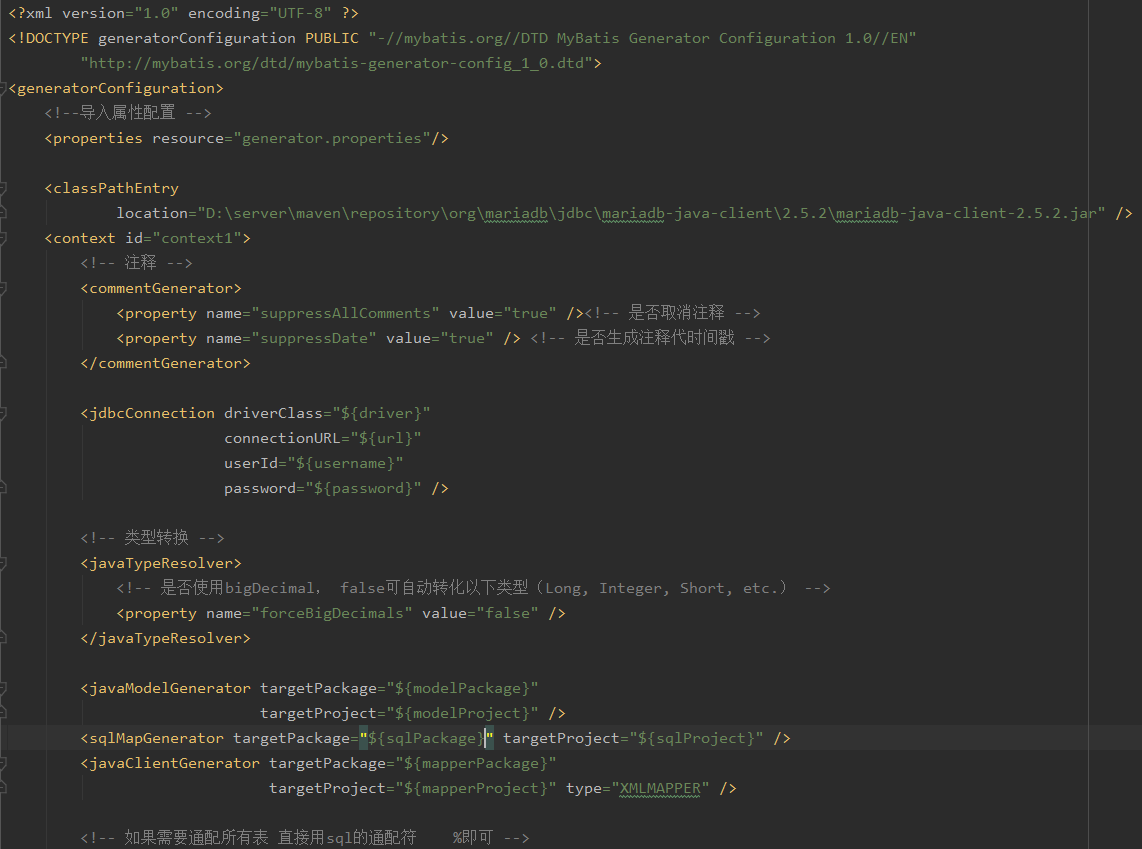 <?xml version="1.0" encoding="UTF-8" ?>
<!DOCTYPE generatorConfiguration PUBLIC "-//mybatis.org//DTD MyBatis Generator Configuration 1.0//EN"
        "http://mybatis.org/dtd/mybatis-generator-config_1_0.dtd">
<generatorConfiguration>
    <!--导入属性配置 -->
    <properties resource="generator.properties"/>

    <classPathEntry
            location="D:\server\maven\repository\org\mariadb\jdbc\mariadb-java-client\2.5.2\mariadb-java-client-2.5.2.jar" />
    <context id="context1">
        <!-- 注释 -->
        <commentGenerator>
            <property name="suppressAllComments" value="true" /><!-- 是否取消注释 -->
            <property name="suppressDate" value="true" /> <!-- 是否生成注释代时间戳 -->
        </commentGenerator>

        <jdbcConnection driverClass="${driver}"
                        connectionURL="${url}"
                        userId="${username}"
                        password="${password}" />

        <!-- 类型转换 -->
        <javaTypeResolver>
            <!-- 是否使用bigDecimal， false可自动转化以下类型（Long, Integer, Short, etc.） -->
            <property name="forceBigDecimals" value="false" />
        </javaTypeResolver>

        <javaModelGenerator targetPackage="${modelPackage}"
                            targetProject="${modelProject}" />
        <sqlMapGenerator targetPackage="${sqlPackage}" targetProject="${sqlProject}" />
        <javaClientGenerator targetPackage="${mapperPackage}"
                             targetProject="${mapperProject}" type="XMLMAPPER" />

        <!-- 如果需要通配所有表 直接用sql的通配符    %即可 -->